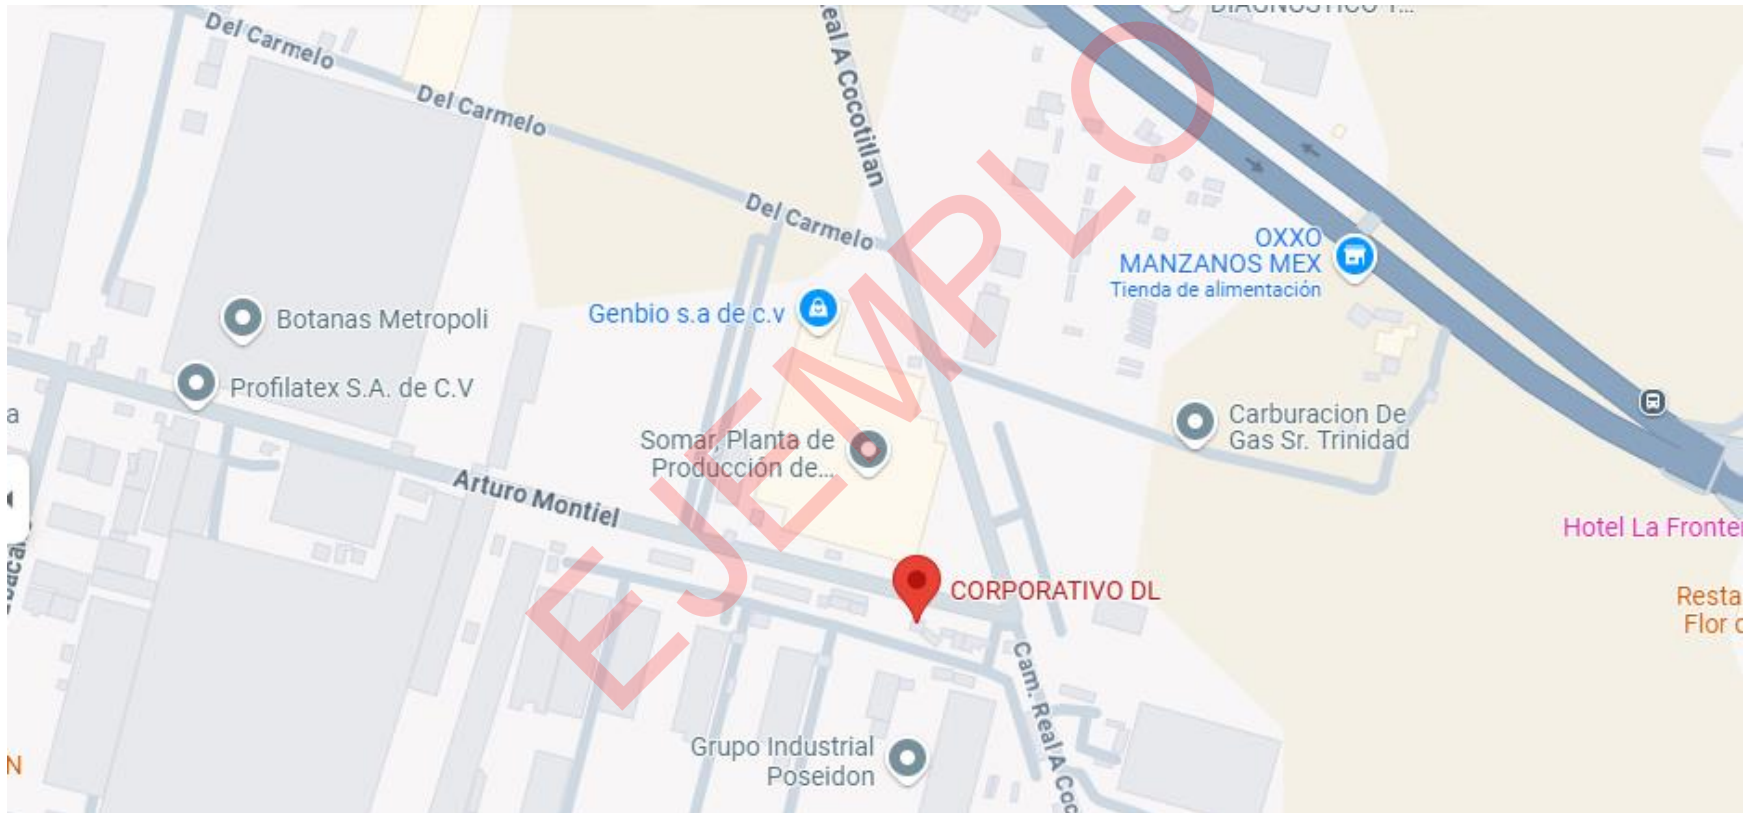 DIAGNOSTICO T...
Del Carmelo
Del Carmelo
eal A Cocotitlan
Del Carmelo
OXXO
MANZANOS MEX
Tienda de alimentación
Genbio s.a de c.v
Botanas Metropoli
Profilatex S.A. de C.V
a
Carburacion De
Gas Sr. Trinidad
Somar, Planta de
Producción de....
Arturo Montiel
Hotel La Fronter
CORPORATIVO DL
Resta
Flor d
Cam. Real A Coc
Grupo Industrial
Poseidon
N
EJEMPLO